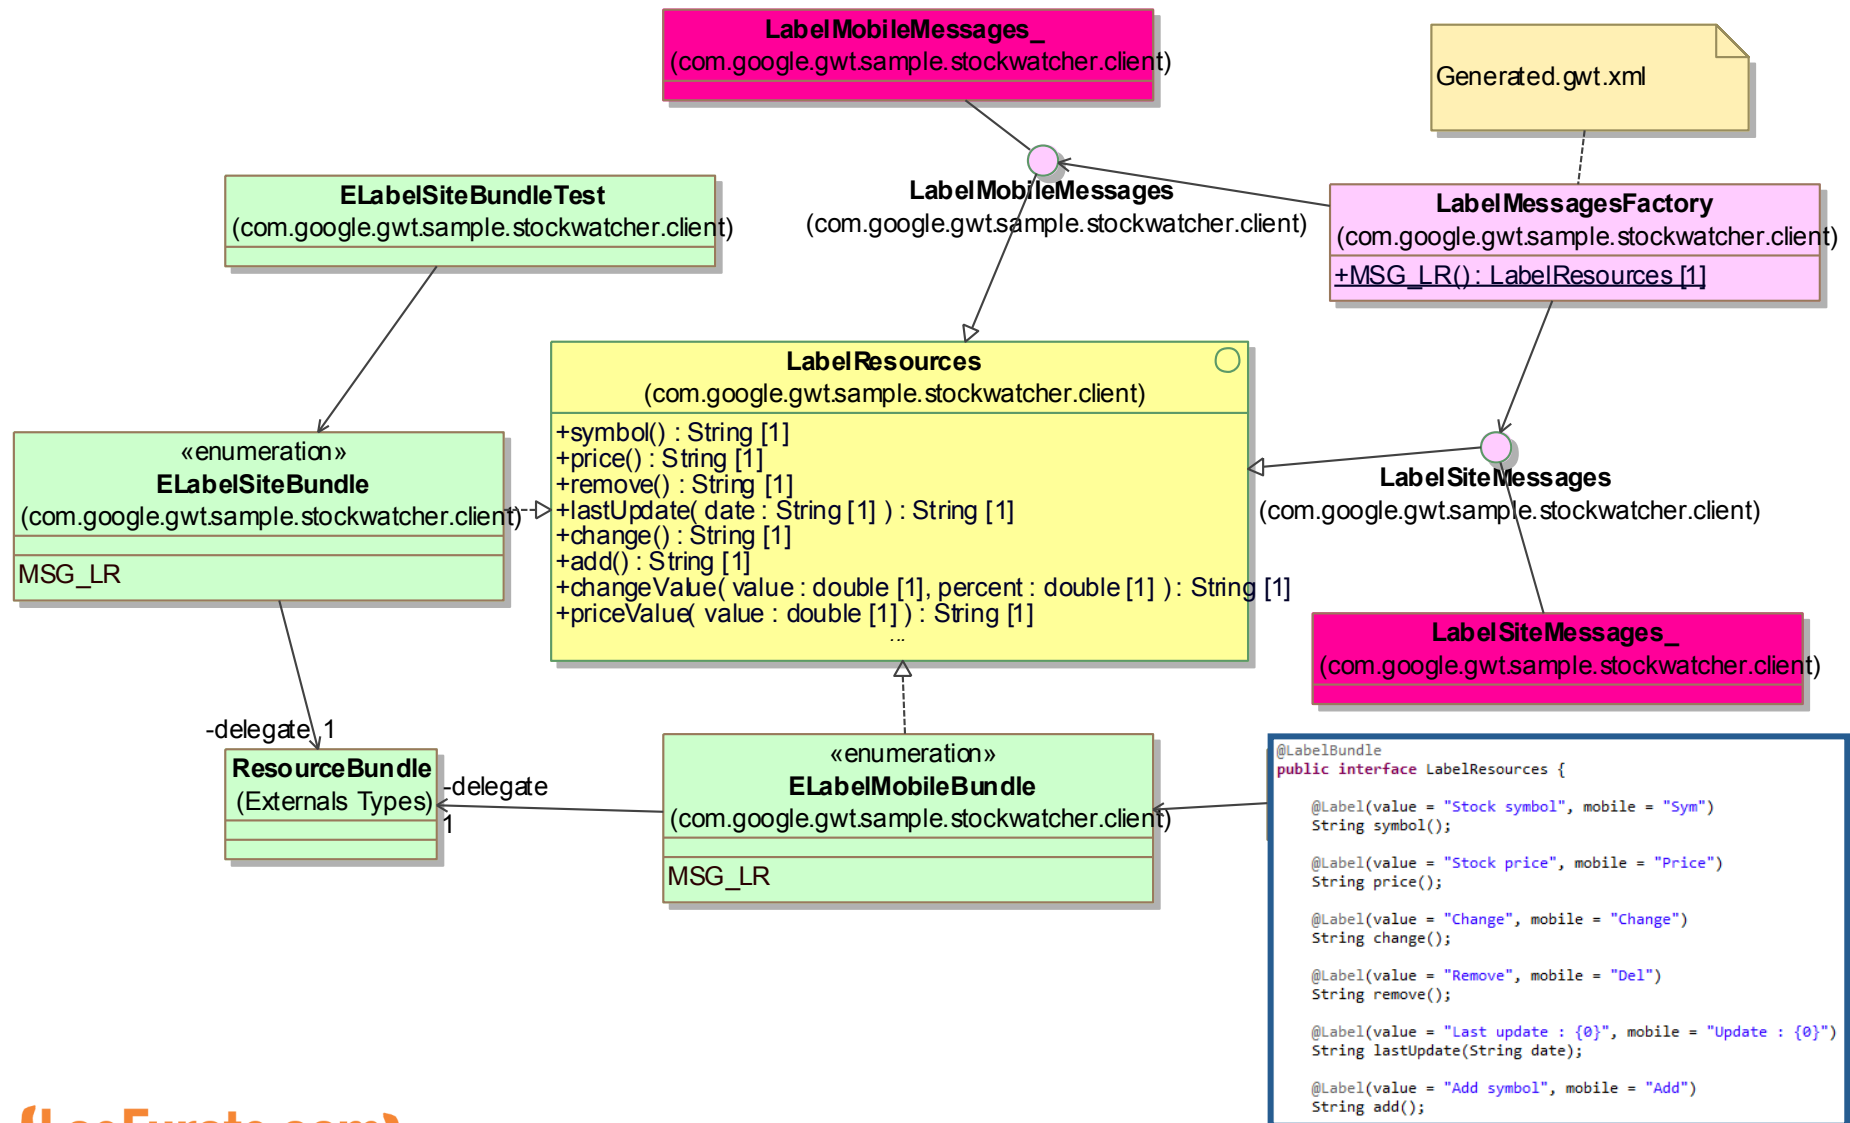 LabelMobileMessages_
(com.google.gwt.sample.stockwatcher.client)
Generated.gwt.xml
ELabelSiteBundleTest
(com.google.gwt.sample.stockwatcher.client)
LabelMobileMessages
(com.google.gwt.sample.stockwatcher.client)
LabelMessagesFactory
(com.google.gwt.sample.stockwatcher.client)
+MSG_LR() : LabelResources [1]
LabelResources
(com.google.gwt.sample.stockwatcher.client)
+symbol() : String [1]
+price() : String [1]
+remove() : String [1]
+lastUpdate( date : String [1] ) : String [1]
+change() : String [1]
+add() : String [1]
+changeValue( value : double [1], percent : double [1] ) : String [1]
+priceValue( value : double [1] ) : String [1]
...
«enumeration»
ELabelSiteBundle
(com.google.gwt.sample.stockwatcher.client)
MSG_LR
LabelSiteMessages
(com.google.gwt.sample.stockwatcher.client)
LabelSiteMessages_
(com.google.gwt.sample.stockwatcher.client)
-delegate 1
ResourceBundle
(Externals Types)
-delegate
1
«enumeration»
ELabelMobileBundle
(com.google.gwt.sample.stockwatcher.client)
MSG_LR
@LabelBundle
public interface LabelResources {
@Label(value = "Stock symbol", mobile = "Sym")
String symbol();
@Label(value = "Stock price", mobile = "Price")
String price();
@Label(value = "Change", mobile = "Change")
String change();
@Label(value = "Remove", mobile = "Del")
String remove();
@Label(value = "Last update : {0}", mobile = "Update : {0}")
String lastUpdate(String date);
@Label(value = "Add symbol", mobile = "Add")
String add();